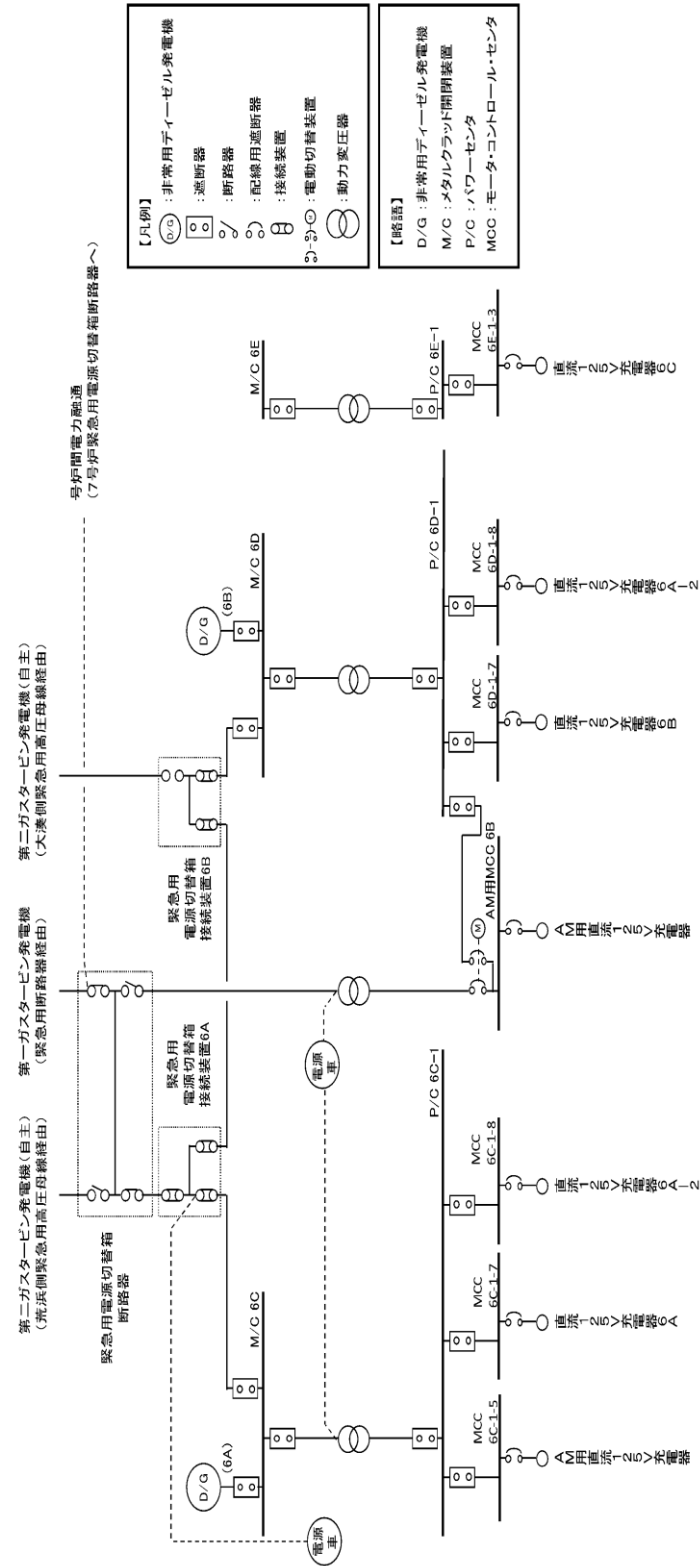 第二ガスタービン発電機(自主)
(荒浜側緊急用高圧母線経由)
第一ガスタービン発電機
(緊急用断路器経由)
第二ガスタービン発電機(自主)
(大湊側緊急用高圧母線経由)
号炉間電力融通
(7号炉緊急用電源切替箱断路器へ)
緊急用電源切替箱
断路器
緊急用
電源切替箱
接続装置6A
緊急用
電源切替箱
接続装置6B
D/G
(6A)
M/C 6C
D/G
(6B)
M/C 6D
M/C 6E
電源
車
電源
車
P/C 6C-1
P/C 6D-1
P/C 6E-1
M
AM用MCC 6B
MCC
6C-1-5
MCC
6C-1-7
MCC
6C-1-8
MCC
6D-1-7
MCC
6D-1-8
MCC
6E-1-3
AM用直流125V充電器
直流125V充電器6A
直流125V充電器6A-2
AM用直流125V充電器
直流125V充電器6B
直流125V充電器6A-2
直流125V充電器6C
【凡例】
D/G :非常用ディーゼル発電機
:遮断器
:断路器
:配線用遮断器
:接続装置
M :電動切替装置
:動力変圧器
【略語】
D/G :非常用ディーゼル発電機
M/C :メタルクラッド開閉装置
P/C :パワーセンタ
MCC :モータ・コントロール・センタ